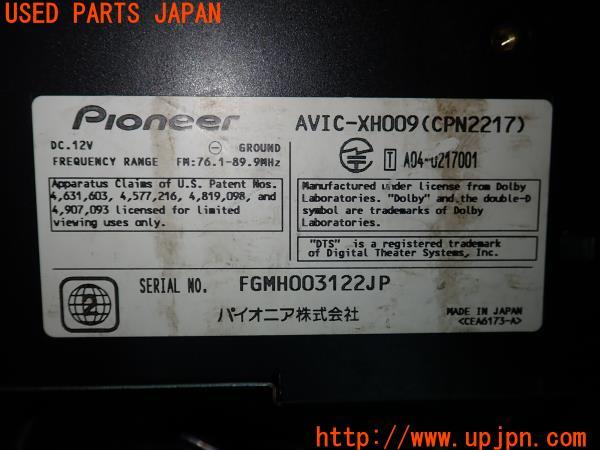 USED PARTS JAPAN
Pioneer
AVIC-XH009(CPN2217)
DC.12V ⊖ GROUND
FREQUENCY RANGE FM:76.1-89.9MHz
T A04-0217001
Apparatus Claims of U.S. Patent Nos.
4,631,603, 4,577,216, 4,819,098, and
4,907,093 licensed for limited
viewing uses only.
Manufactured under license from Dolby
Laboratories. "Dolby" and the double-D
symbol are trademarks of Dolby
Laboratories.
"DTS" is a registered trademark
of Digital Theater Systems, Inc.
2
SERIAL NO. FGMH003122JP
パイオニア株式会社
MADE IN JAPAN
<CEA6173-A>
http://www.upjpn.com